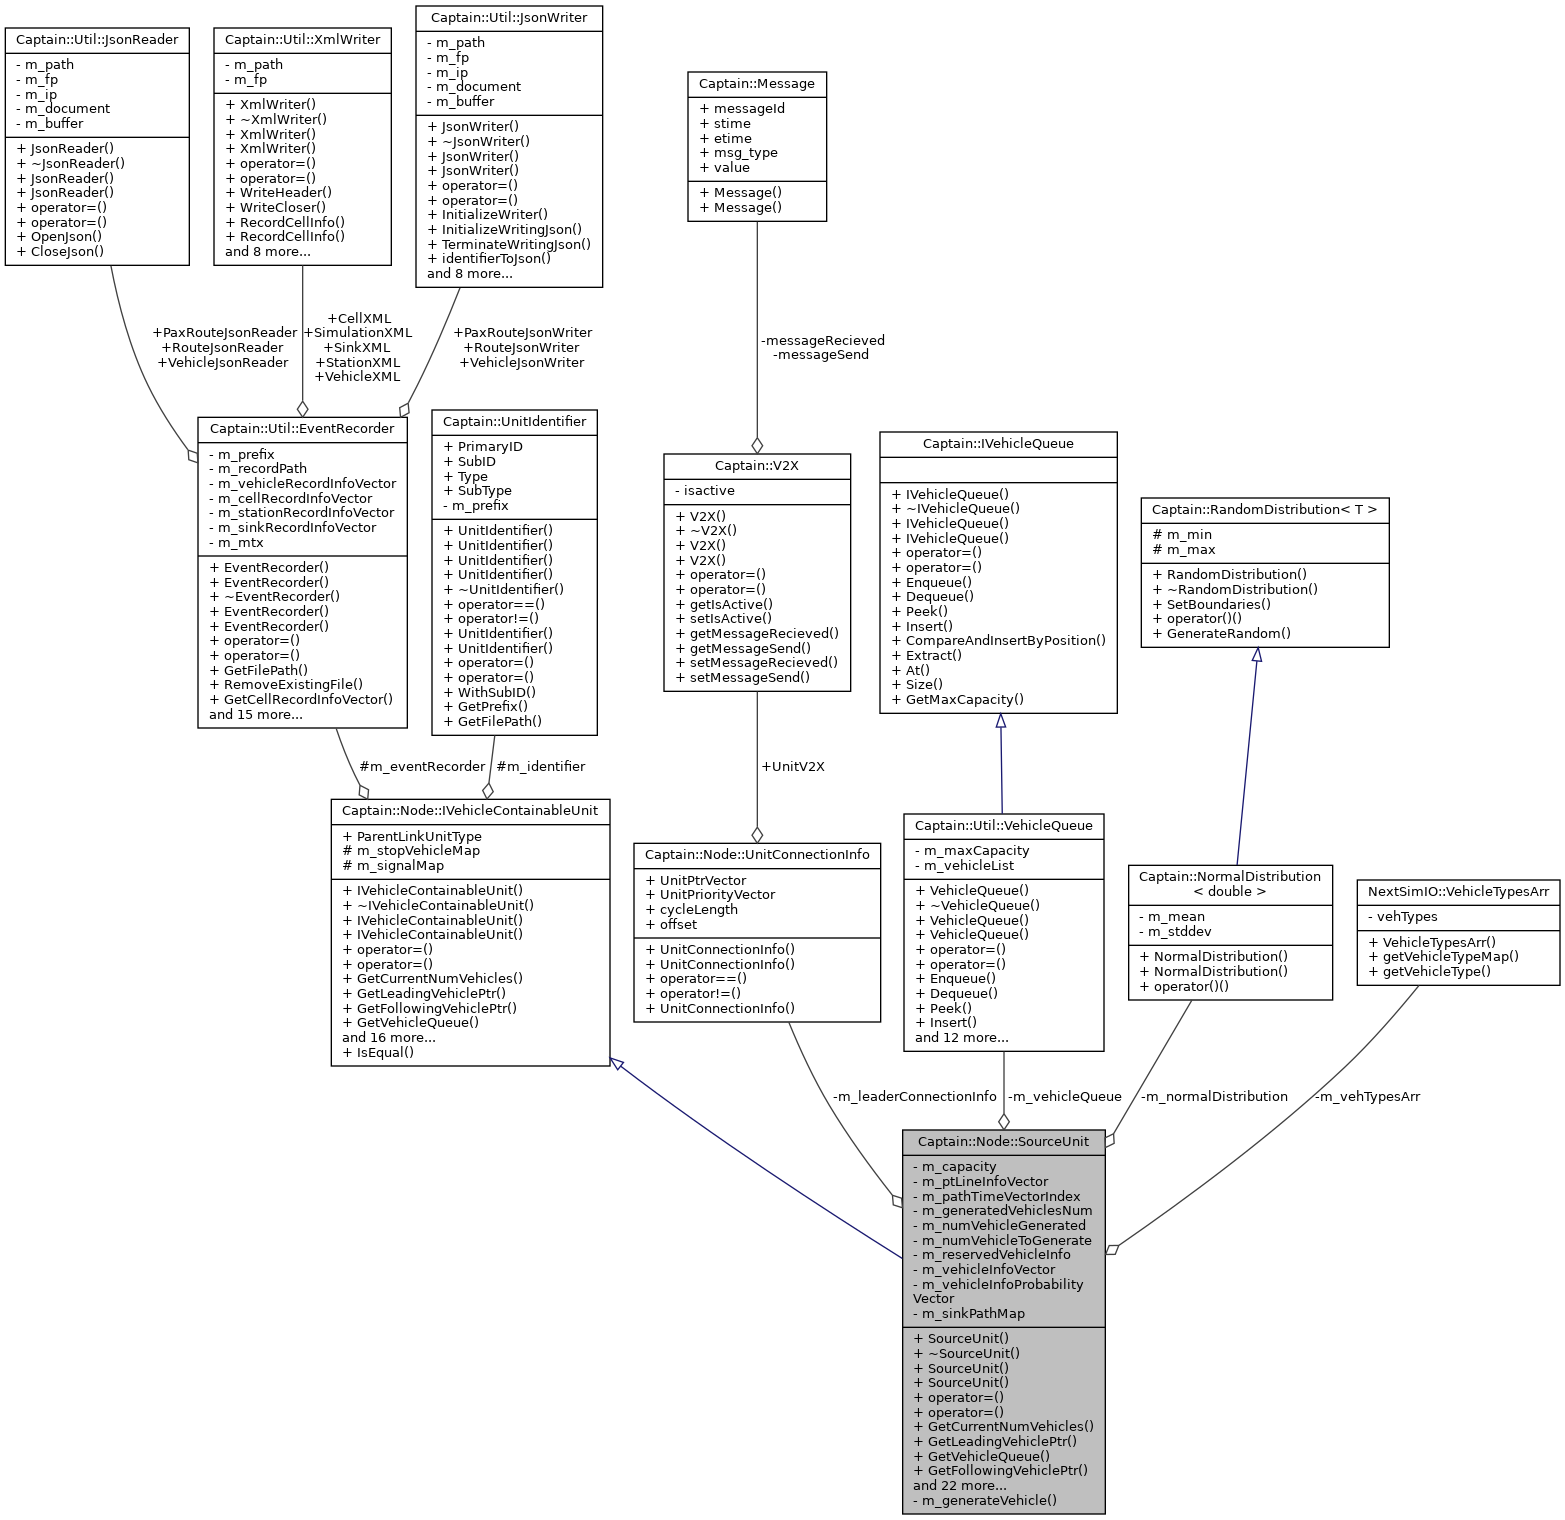 Captain::Util::JsonReader
- m_path
- m_fp
- m_ip
- m_document
- m_buffer
+ JsonReader()
+ ~JsonReader()
+ JsonReader()
+ JsonReader()
+ operator=()
+ operator=()
+ OpenJson()
+ CloseJson()
Captain::Util::XmlWriter
- m_path
- m_fp
+ XmlWriter()
+ ~XmlWriter()
+ XmlWriter()
+ XmlWriter()
+ operator=()
+ operator=()
+ WriteHeader()
+ WriteCloser()
+ RecordCellInfo()
+ RecordCellInfo()
and 8 more...
Captain::Util::JsonWriter
- m_path
- m_fp
- m_ip
- m_document
- m_buffer
+ JsonWriter()
+ ~JsonWriter()
+ JsonWriter()
+ JsonWriter()
+ operator=()
+ operator=()
+ InitializeWriter()
+ InitializeWritingJson()
+ TerminateWritingJson()
+ identifierToJson()
and 8 more...
Captain::Message
+ messageId
+ stime
+ etime
+ msg_type
+ value
+ Message()
+ Message()
+PaxRouteJsonReader
+RouteJsonReader
+VehicleJsonReader
+CellXML
+SimulationXML
+SinkXML
+StationXML
+VehicleXML
+PaxRouteJsonWriter
+RouteJsonWriter
+VehicleJsonWriter
-messageRecieved
-messageSend
Captain::Util::EventRecorder
- m_prefix
- m_recordPath
- m_vehicleRecordInfoVector
- m_cellRecordInfoVector
- m_stationRecordInfoVector
- m_sinkRecordInfoVector
- m_mtx
+ EventRecorder()
+ EventRecorder()
+ ~EventRecorder()
+ EventRecorder()
+ EventRecorder()
+ operator=()
+ operator=()
+ GetFilePath()
+ RemoveExistingFile()
+ GetCellRecordInfoVector()
and 15 more...
Captain::UnitIdentifier
+ PrimaryID
+ SubID
+ Type
+ SubType
- m_prefix
+ UnitIdentifier()
+ UnitIdentifier()
+ UnitIdentifier()
+ UnitIdentifier()
+ ~UnitIdentifier()
+ operator==()
+ operator!=()
+ UnitIdentifier()
+ UnitIdentifier()
+ operator=()
+ operator=()
+ WithSubID()
+ GetPrefix()
+ GetFilePath()
Captain::V2X
- isactive
+ V2X()
+ ~V2X()
+ V2X()
+ V2X()
+ operator=()
+ operator=()
+ getIsActive()
+ setIsActive()
+ getMessageRecieved()
+ getMessageSend()
+ setMessageRecieved()
+ setMessageSend()
Captain::IVehicleQueue
+ IVehicleQueue()
+ ~IVehicleQueue()
+ IVehicleQueue()
+ IVehicleQueue()
+ operator=()
+ operator=()
+ Enqueue()
+ Dequeue()
+ Peek()
+ Insert()
+ CompareAndInsertByPosition()
+ Extract()
+ At()
+ Size()
+ GetMaxCapacity()
Captain::RandomDistribution< T >
# m_min
# m_max
+ RandomDistribution()
+ ~RandomDistribution()
+ SetBoundaries()
+ operator()()
+ GenerateRandom()
#m_eventRecorder
#m_identifier
+UnitV2X
Captain::Node::IVehicleContainableUnit
+ ParentLinkUnitType
# m_stopVehicleMap
# m_signalMap
+ IVehicleContainableUnit()
+ ~IVehicleContainableUnit()
+ IVehicleContainableUnit()
+ IVehicleContainableUnit()
+ operator=()
+ operator=()
+ GetCurrentNumVehicles()
+ GetLeadingVehiclePtr()
+ GetFollowingVehiclePtr()
+ GetVehicleQueue()
and 16 more...
+ IsEqual()
Captain::Node::UnitConnectionInfo
+ UnitPtrVector
+ UnitPriorityVector
+ cycleLength
+ offset
+ UnitConnectionInfo()
+ UnitConnectionInfo()
+ operator==()
+ operator!=()
+ UnitConnectionInfo()
Captain::Util::VehicleQueue
- m_maxCapacity
- m_vehicleList
+ VehicleQueue()
+ ~VehicleQueue()
+ VehicleQueue()
+ VehicleQueue()
+ operator=()
+ operator=()
+ Enqueue()
+ Dequeue()
+ Peek()
+ Insert()
and 12 more...
Captain::NormalDistribution
< double >
- m_mean
- m_stddev
+ NormalDistribution()
+ NormalDistribution()
+ operator()()
NextSimIO::VehicleTypesArr
- vehTypes
+ VehicleTypesArr()
+ getVehicleTypeMap()
+ getVehicleType()
-m_leaderConnectionInfo
-m_vehicleQueue
-m_normalDistribution
-m_vehTypesArr
Captain::Node::SourceUnit
- m_capacity
- m_ptLineInfoVector
- m_pathTimeVectorIndex
- m_generatedVehiclesNum
- m_numVehicleGenerated
- m_numVehicleToGenerate
- m_reservedVehicleInfo
- m_vehicleInfoVector
- m_vehicleInfoProbability
Vector
- m_sinkPathMap
+ SourceUnit()
+ ~SourceUnit()
+ SourceUnit()
+ SourceUnit()
+ operator=()
+ operator=()
+ GetCurrentNumVehicles()
+ GetLeadingVehiclePtr()
+ GetVehicleQueue()
+ GetFollowingVehiclePtr()
and 22 more...
- m_generateVehicle()